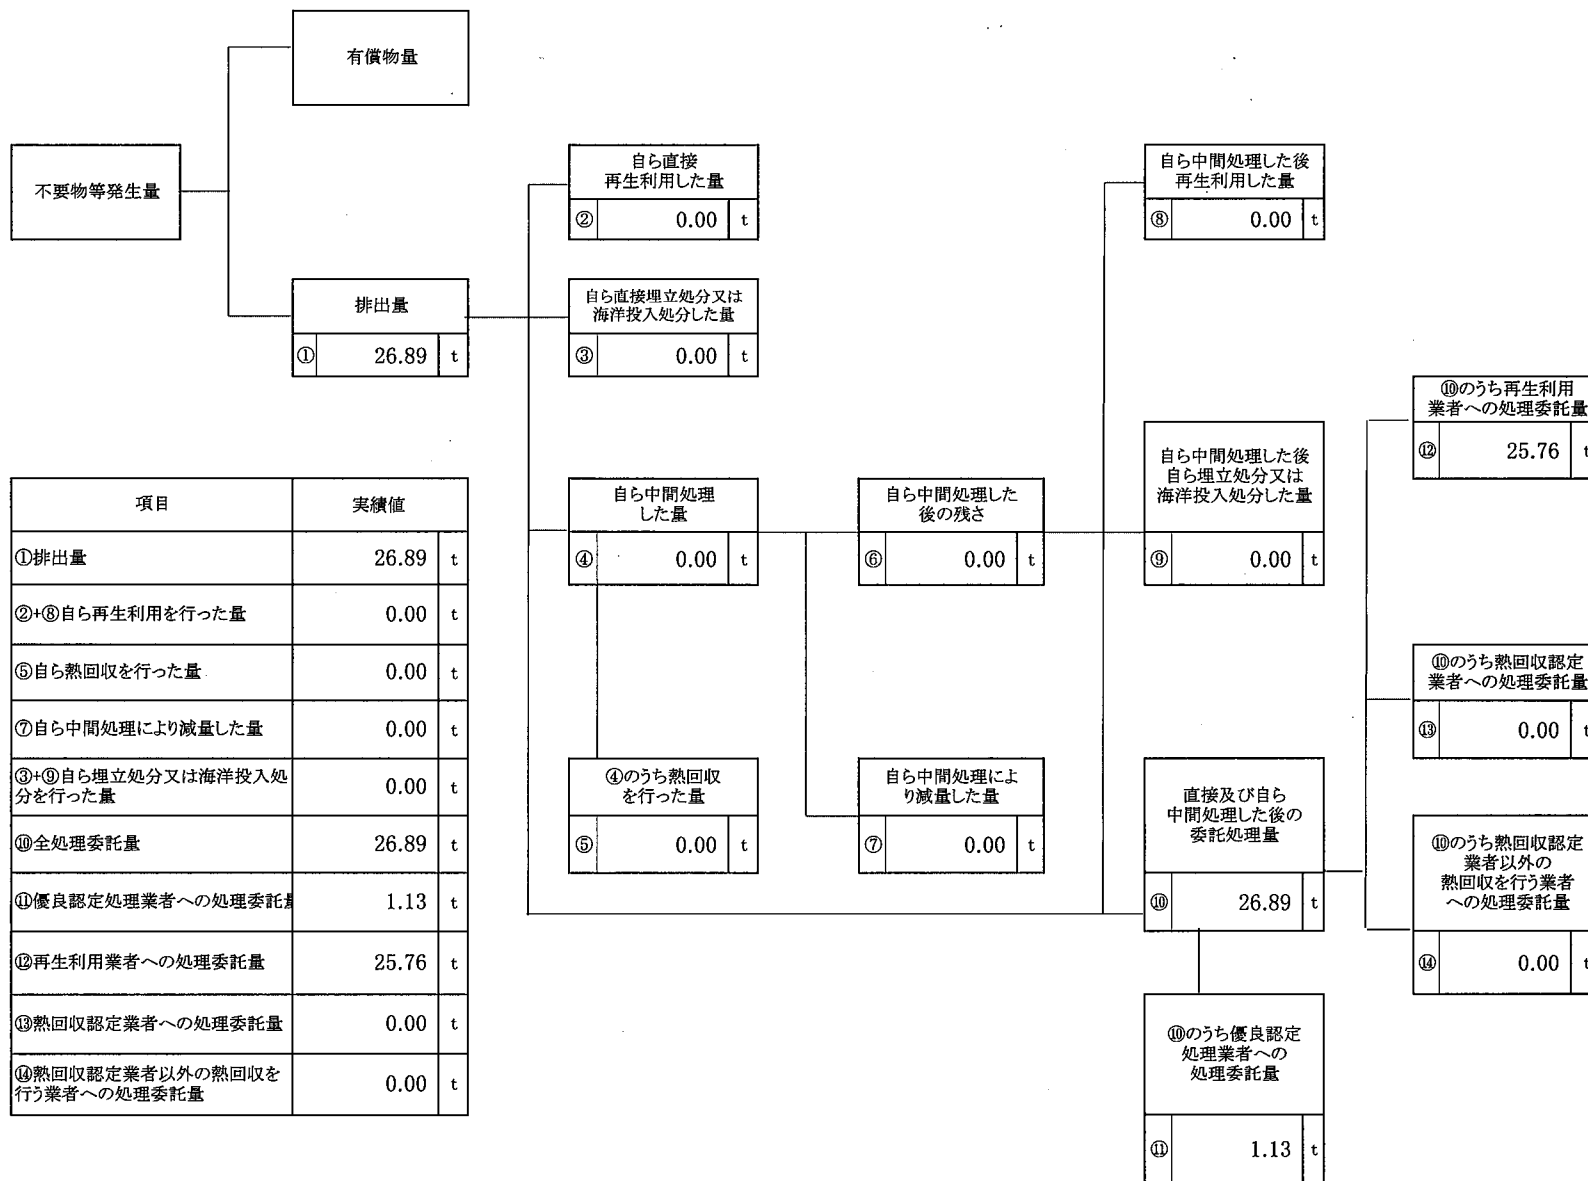 有償物量
不要物等発生量
排出量
① 26.89 t
自ら直接
再生利用した量
② 0.00 t
自ら直接埋立処分又は
海洋投入処分した量
③ 0.00 t
自ら中間処理
した量
④ 0.00 t
④のうち熱回収
を行った量
⑤ 0.00 t
自ら中間処理した
後の残さ
⑥ 0.00 t
自ら中間処理によ
り減量した量
⑦ 0.00 t
自ら中間処理した後
再生利用した量
⑧ 0.00 t
自ら中間処理した後
自ら埋立処分又は
海洋投入処分した量
⑨ 0.00 t
直接及び自ら
中間処理した後の
委託処理量
⑩ 26.89 t
⑩のうち優良認定
処理業者への
処理委託量
⑪ 1.13 t
⑩のうち再生利用
業者への処理委託量
⑫ 25.76 t
⑩のうち熱回収認定
業者への処理委託量
⑬ 0.00 t
⑩のうち熱回収認定
業者以外の
熱回収を行う業者
への処理委託量
⑭ 0.00 t
項目 実績値
①排出量 26.89 t
②+⑧自ら再生利用を行った量 0.00 t
⑤自ら熱回収を行った量 0.00 t
⑦自ら中間処理により減量した量 0.00 t
③+⑨自ら埋立処分又は海洋投入処
分を行った量 0.00 t
⑩全処理委託量 26.89 t
⑪優良認定処理業者への処理委託量 1.13 t
⑫再生利用業者への処理委託量 25.76 t
⑬熱回収認定業者への処理委託量 0.00 t
⑭熱回収認定業者以外の熱回収を
行う業者への処理委託量 0.00 t